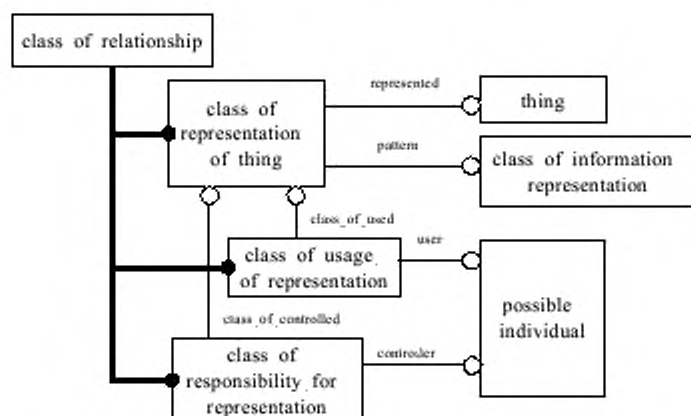 class of relationship
class of
representation
of thing
represented
thing
pattern
class of information
representation
class_of_used
class of usage
of representation
user
possible
individual
class_of_controlled
class of
responsibility for
representation
controller